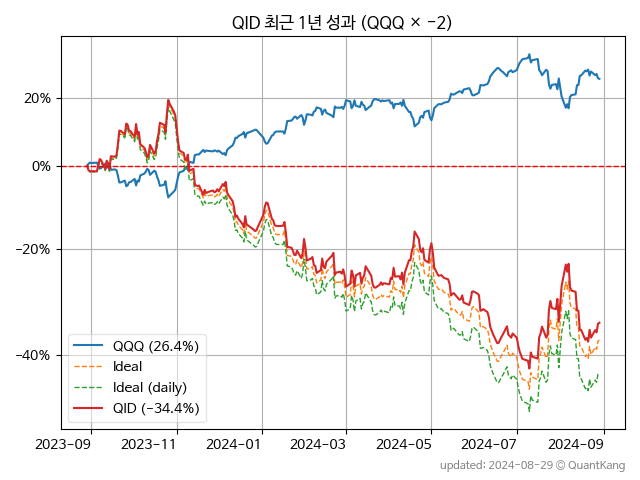 QID 최근 1년 성과 (QQQ × −2)
20%
0%
−20%
−40%
QQQ (26.4%)
Ideal
Ideal (daily)
QID (−34.4%)
2023-09
2023-11
2024-01
2024-03
2024-05
2024-07
2024-09
updated: 2024-08-29 © QuantKang